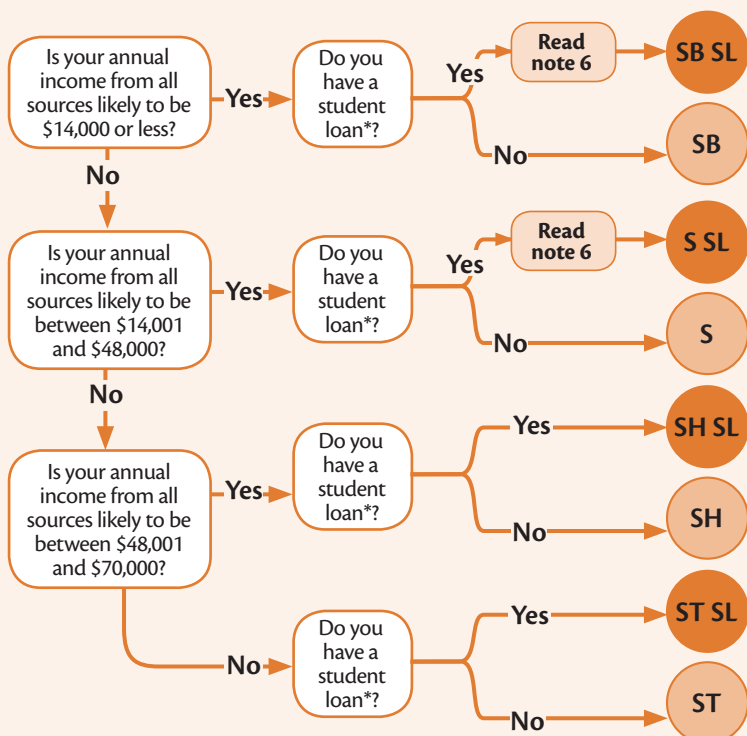 Is your annual
income from all
sources likely to be
$14,000 or less?
Yes
Do you
have a
student
loan*?
Yes
Read
note 6
SB SL
No
SB
No
Is your annual
income from all
sources likely to be
between $14,001
and $48,000?
Yes
Do you
have a
student
loan*?
Yes
Read
note 6
S SL
No
S
No
Is your annual
income from all
sources likely to be
between $48,001
and $70,000?
Yes
Do you
have a
student
loan*?
Yes
SH SL
No
SH
No
Do you
have a
student
loan*?
Yes
ST SL
No
ST